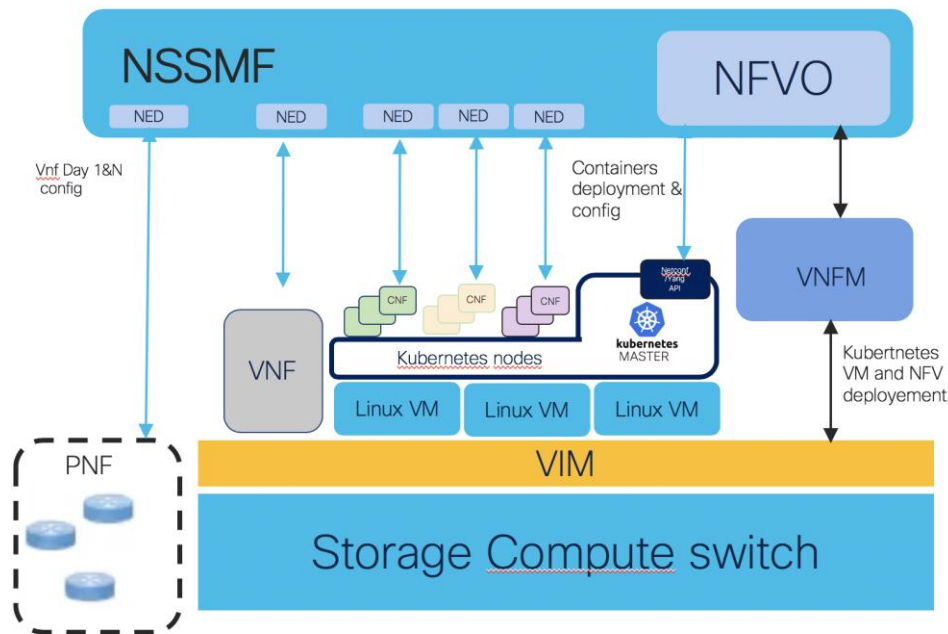 NSSMF
NFVO
NED
NED
NED
NED
NED
Vnf Day 1&N
config
Containers
deployment &
config
Netconf
/Yang
API
VNFM
CNF
CNF
CNF
kubernetes
MASTER
Kubernetes nodes
VNF
Kubertnetes
VM and NFV
deployement
Linux VM
Linux VM
Linux VM
PNF
VIM
Storage Compute switch